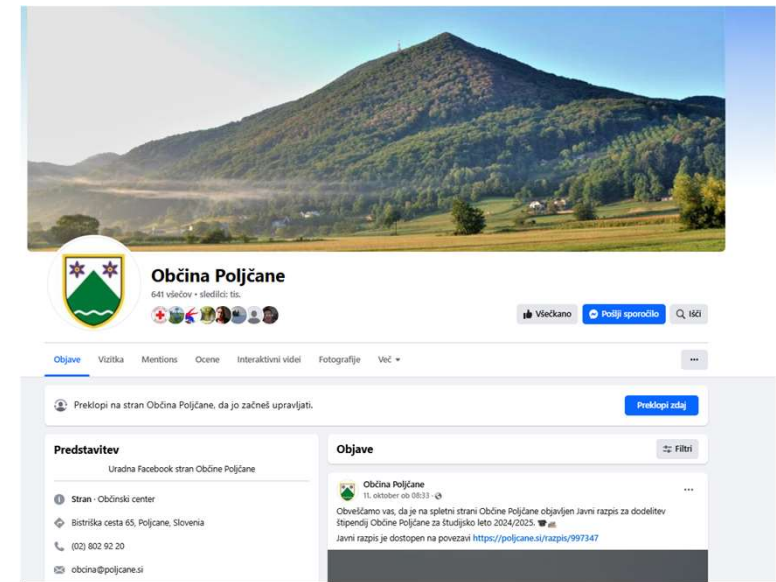 Občina Poljčane
641 všečov • sledilci: tis.
Všečkano
Pošlji sporočilo
Išči
Objave
Vizitka
Mentions
Ocene
Interaktivni videi
Fotografije
Več
Preklopi na stran Občina Poljčane, da jo začneš upravljati.
Preklopi zdaj
Predstavitev
Uradna Facebook stran Občine Poljčane
Stran · Občinski center
Bistriška cesta 65, Poljcane, Slovenia
(02) 802 92 20
obcina@poljcane.si
Objave
Filtri
Občina Poljčane
11. oktober ob 08:33 ·
Obveščamo vas, da je na spletni strani Občine Poljčane objavljen Javni razpis za dodelitev
štipendij Občine Poljčane za študijsko leto 2024/2025.
Javni razpis je dostopen na povezavi https://poljcane.si/razpis/997347